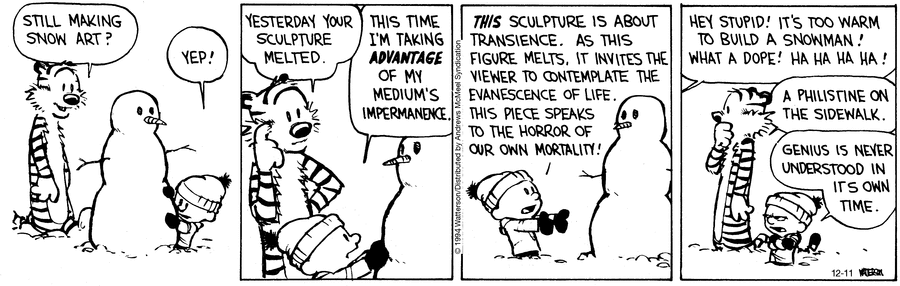 STILL MAKING
SNOW ART?
YEP!
YESTERDAY YOUR
SCULPTURE
MELTED.
THIS TIME
I'M TAKING
ADVANTAGE
OF MY
MEDIUM'S
IMPERMANENCE.
© 1994 Watterson/Distributed by Andrews McMeel Syndication
THIS SCULPTURE IS ABOUT
TRANSIENCE. AS THIS
FIGURE MELTS, IT INVITES THE
VIEWER TO CONTEMPLATE THE
EVANESCENCE OF LIFE.
THIS PIECE SPEAKS
TO THE HORROR OF
OUR OWN MORTALITY!
HEY STUPID! IT'S TOO WARM
TO BUILD A SNOWMAN!
WHAT A DOPE! HA HA HA HA!
A PHILISTINE ON
THE SIDEWALK.
GENIUS IS NEVER
UNDERSTOOD IN
ITS OWN
TIME.
12-11 WATTERSON